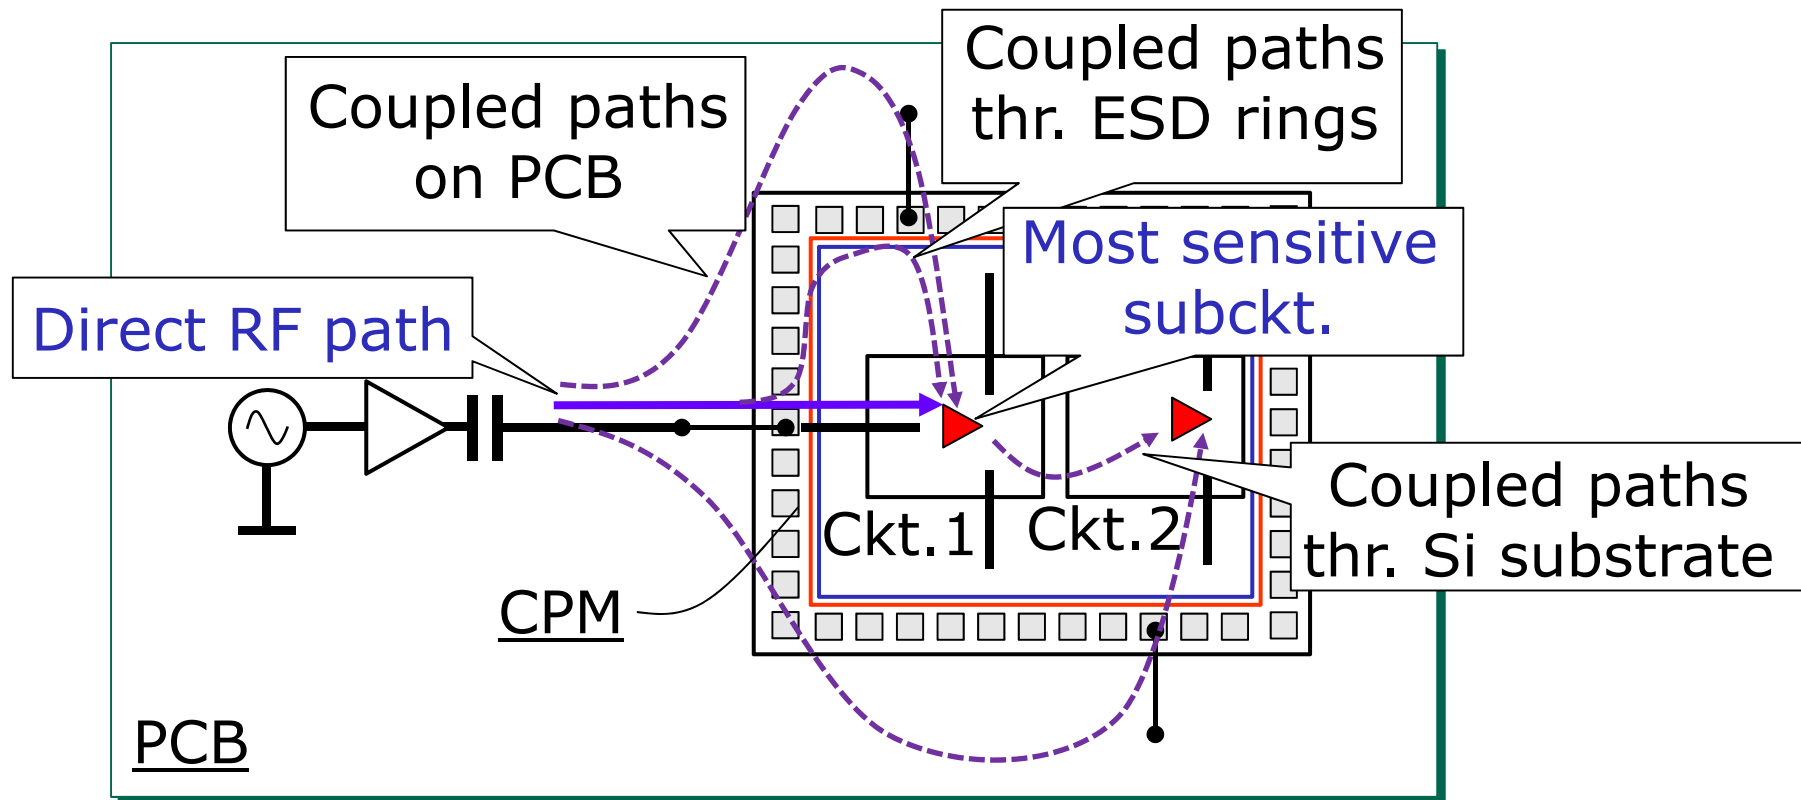 Coupled paths
on PCB
Coupled paths
thr. ESD rings
Most sensitive
subckt.
Direct RF path
Ckt.1
Ckt.2
Coupled paths
thr. Si substrate
CPM
PCB